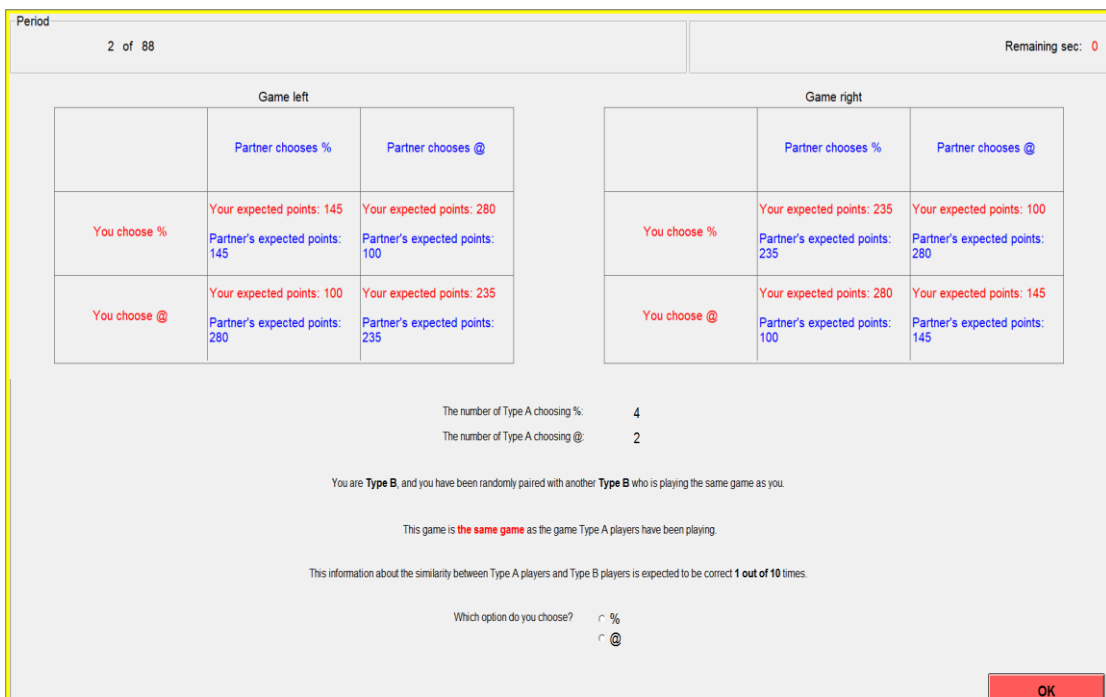 Period
2 of 88
Remaining sec: 0
Game left
Partner chooses %
Partner chooses @
You choose %
Your expected points: 145
Partner's expected points:
145
Your expected points: 280
Partner's expected points:
100
You choose @
Your expected points: 100
Partner's expected points:
280
Your expected points: 235
Partner's expected points:
235
Game right
Partner chooses %
Partner chooses @
You choose %
Your expected points: 235
Partner's expected points:
235
Your expected points: 100
Partner's expected points:
280
You choose @
Your expected points: 280
Partner's expected points:
100
Your expected points: 145
Partner's expected points:
145
The number of Type A choosing %: 4
The number of Type A choosing @: 2
You are Type B, and you have been randomly paired with another Type B who is playing the same game as you.
This game is the same game as the game Type A players have been playing.
This information about the similarity between Type A players and Type B players is expected to be correct 1 out of 10 times.
Which option do you choose? %
@
OK